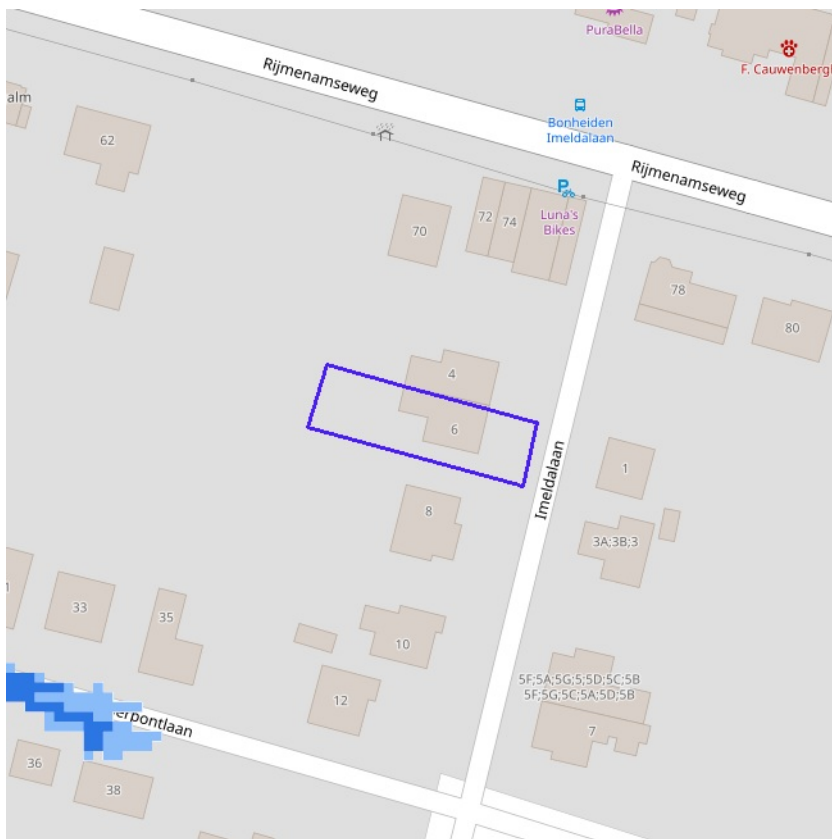 PuraBella
F. Cauwenbergh
Rijmenamseweg
alm
Bonheiden
Imeldalaan
62
Rijmenamseweg
72
74
Luna's
Bikes
70
78
80
4
6
1
Imeldalaan
8
3A;3B;3
33
35
10
5F;5A;5G;5;5D;5C;5B
5F;5G;5C;5A;5D;5B
12
erpontlaan
7
36
38